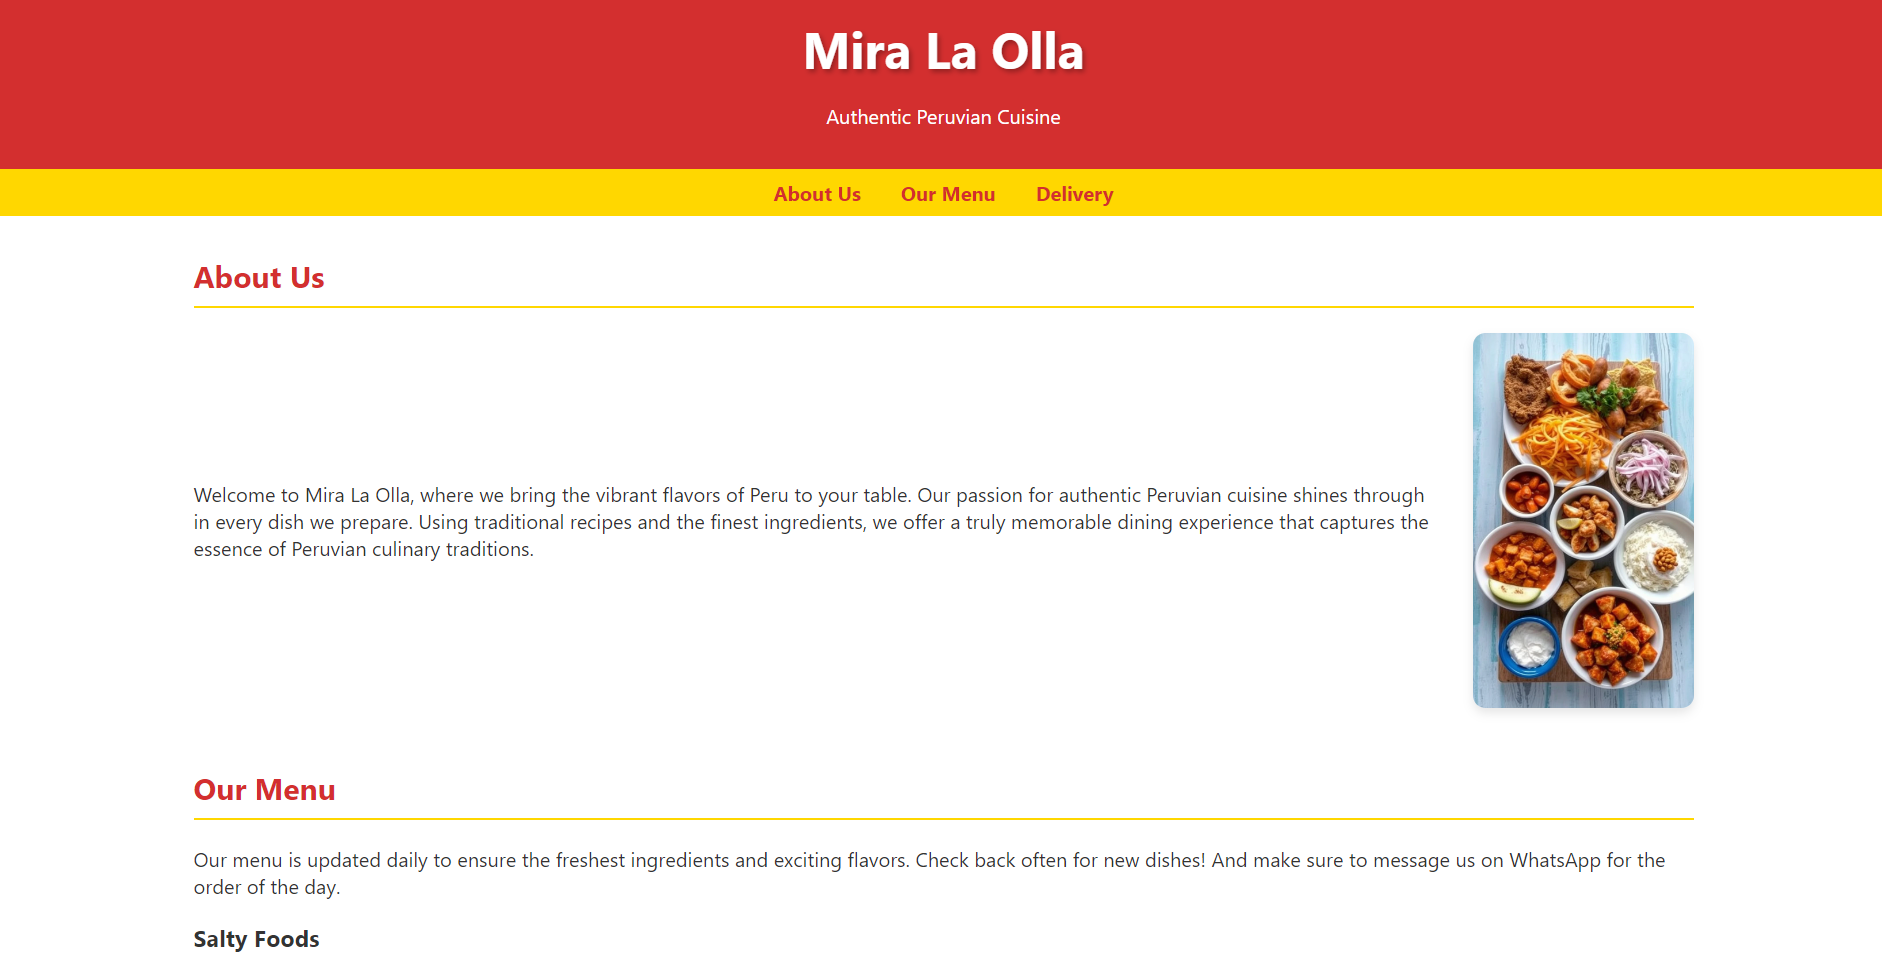 Mira La Olla
Authentic Peruvian Cuisine
About Us Our Menu Delivery
About Us
Welcome to Mira La Olla, where we bring the vibrant flavors of Peru to your table. Our passion for authentic Peruvian cuisine shines through
in every dish we prepare. Using traditional recipes and the finest ingredients, we offer a truly memorable dining experience that captures the
essence of Peruvian culinary traditions.
Our Menu
Our menu is updated daily to ensure the freshest ingredients and exciting flavors. Check back often for new dishes! And make sure to message us on WhatsApp for the
order of the day.
Salty Foods